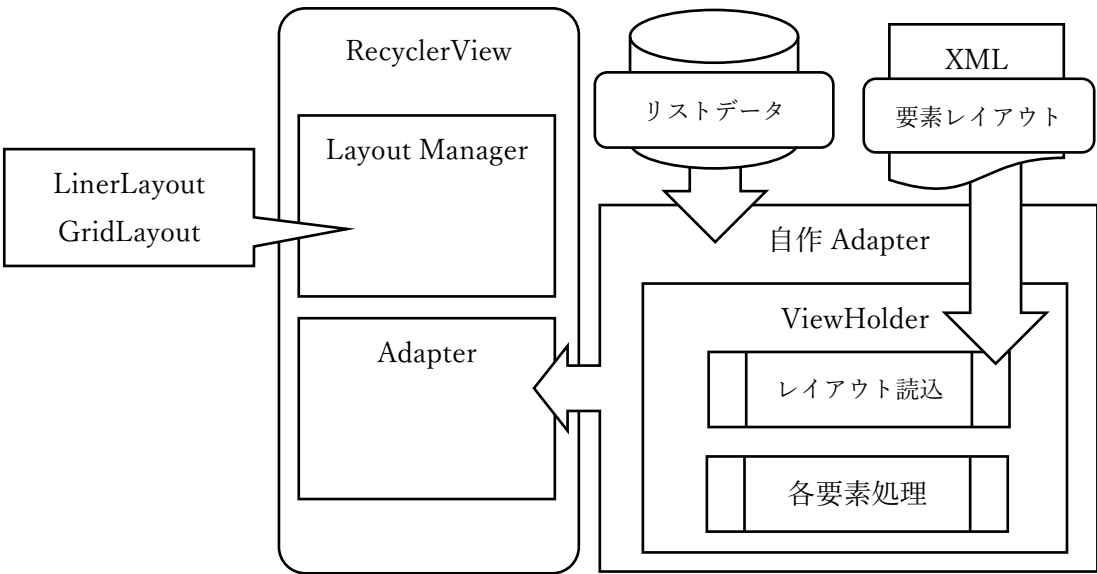 RecyclerView
Layout Manager
LinerLayout
GridLayout
Adapter
リストデータ
XML
要素レイアウト
自作 Adapter
ViewHolder
レイアウト読込
各要素処理